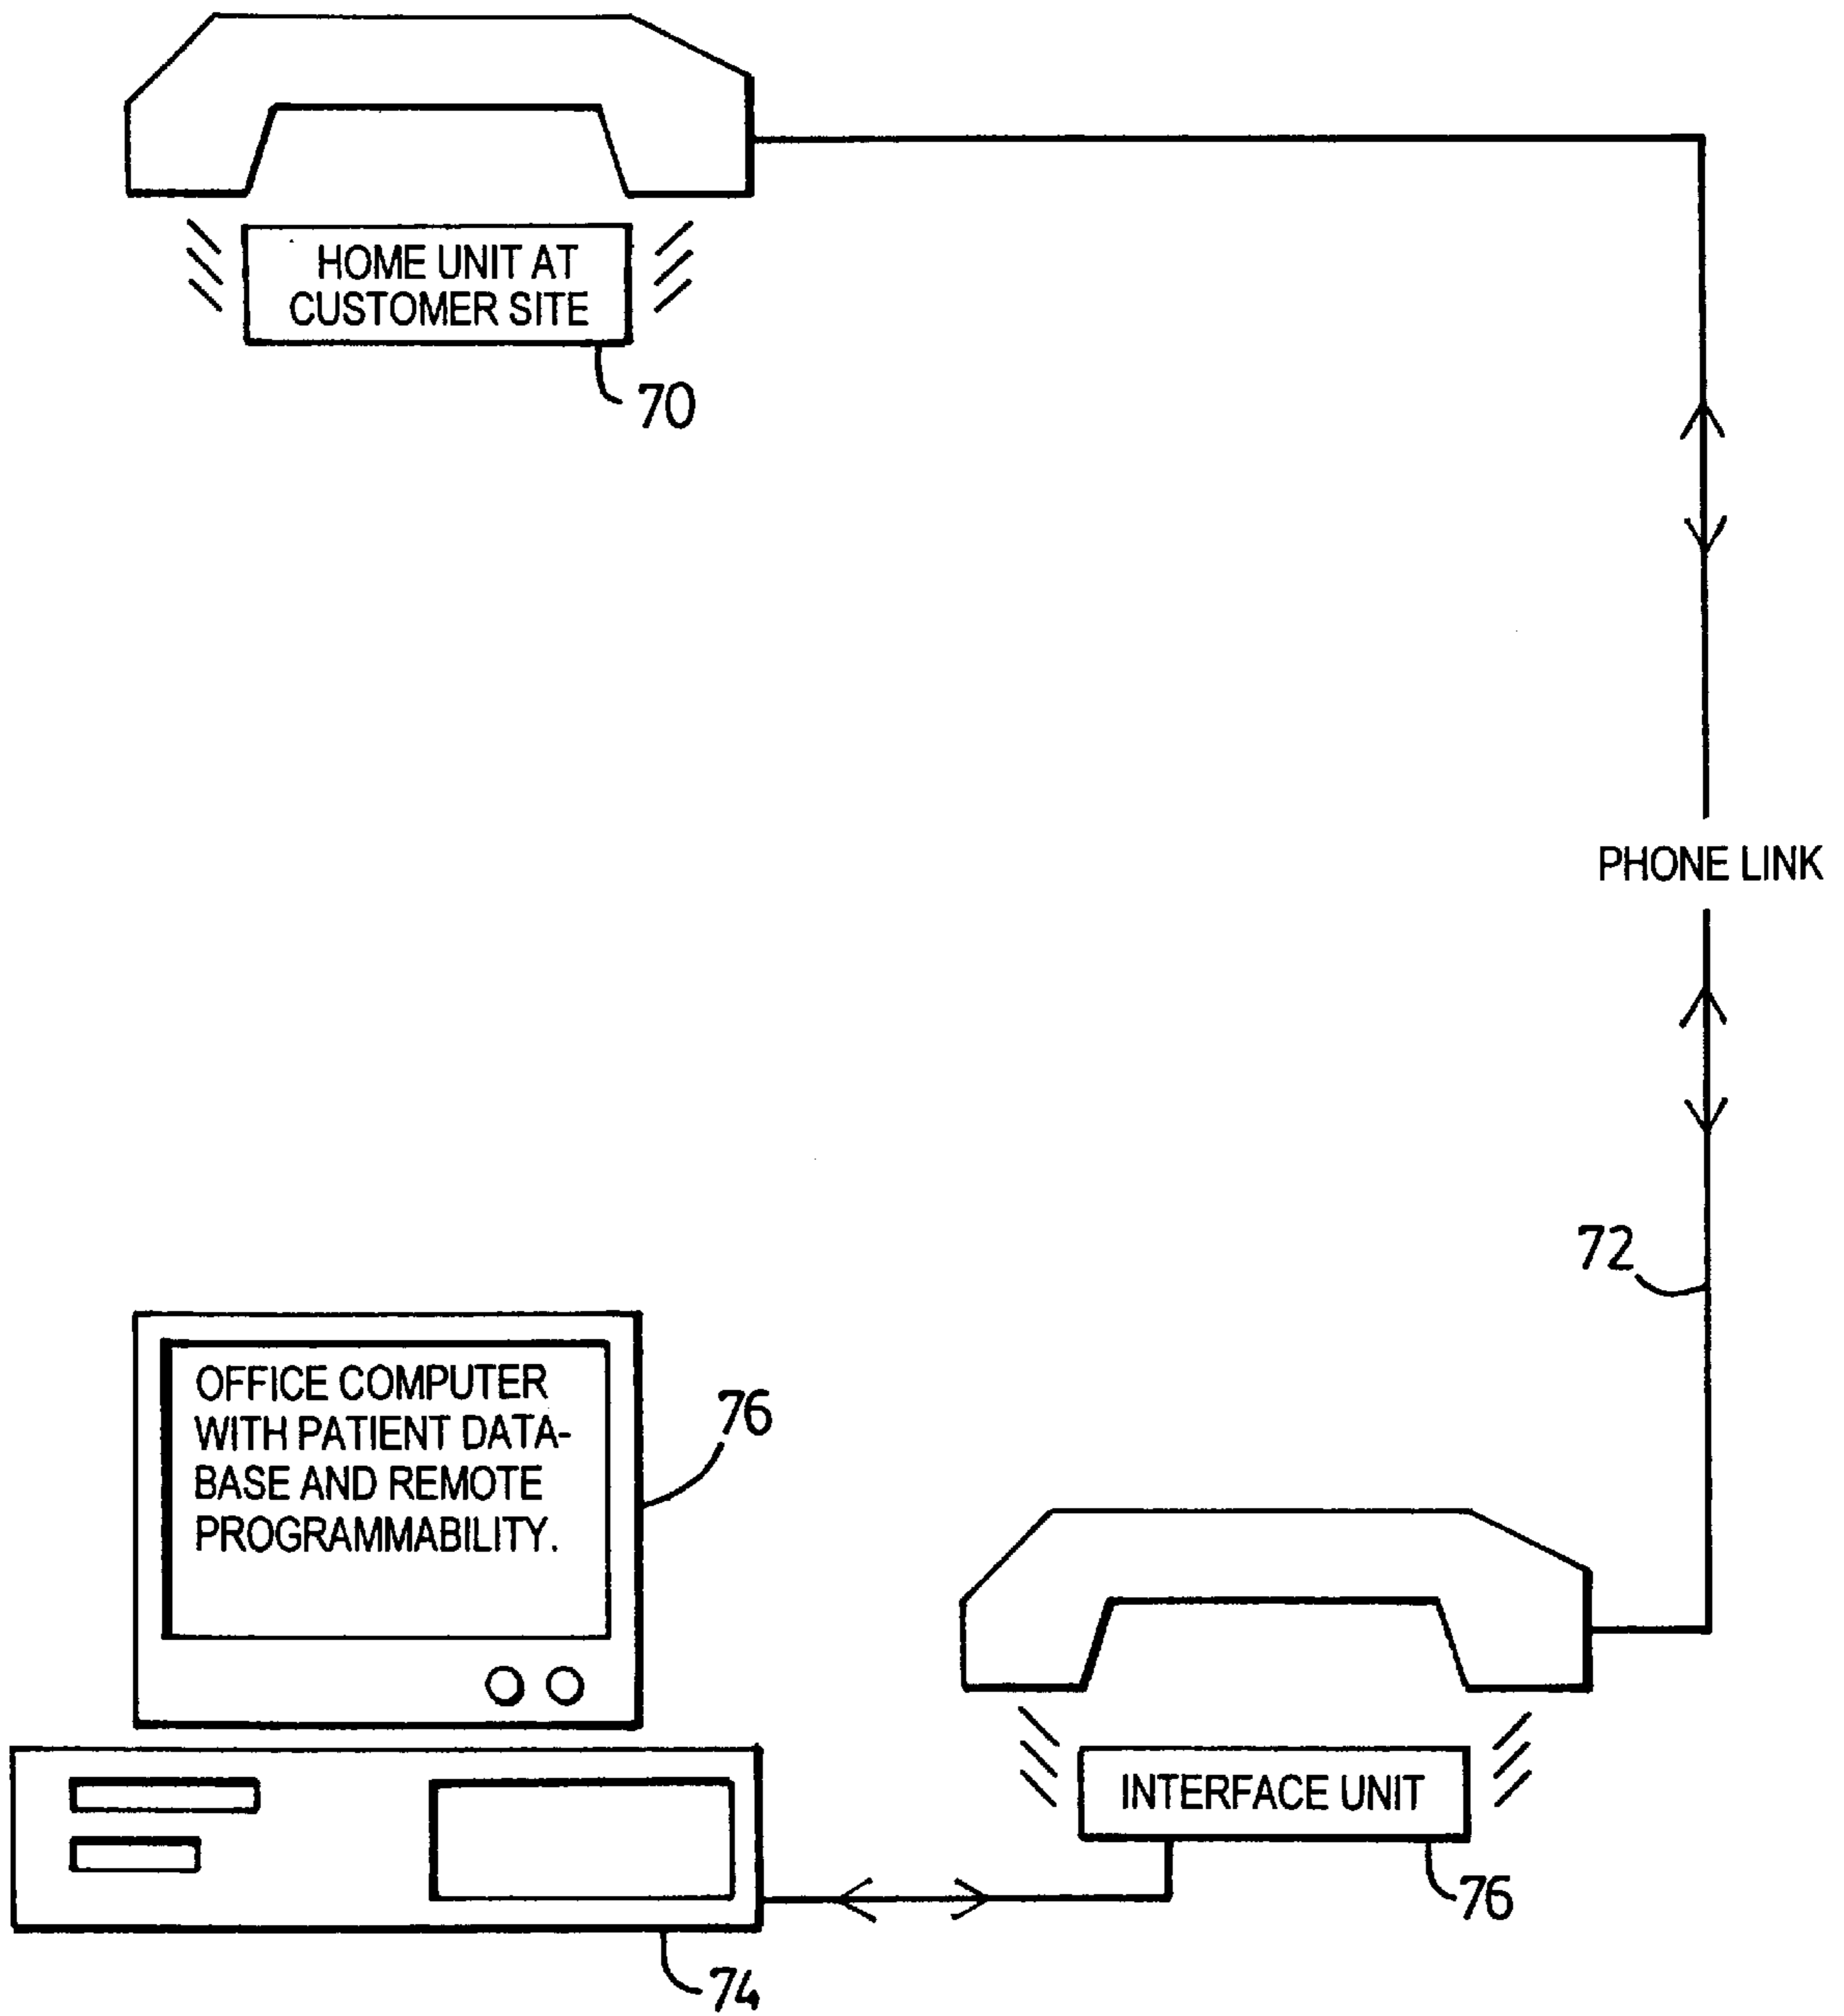 HOME UNIT AT
CUSTOMER SITE
70
PHONE LINK
72
OFFICE COMPUTER
WITH PATIENT DATA-
BASE AND REMOTE
PROGRAMMABILITY.
76
INTERFACE UNIT
76
74